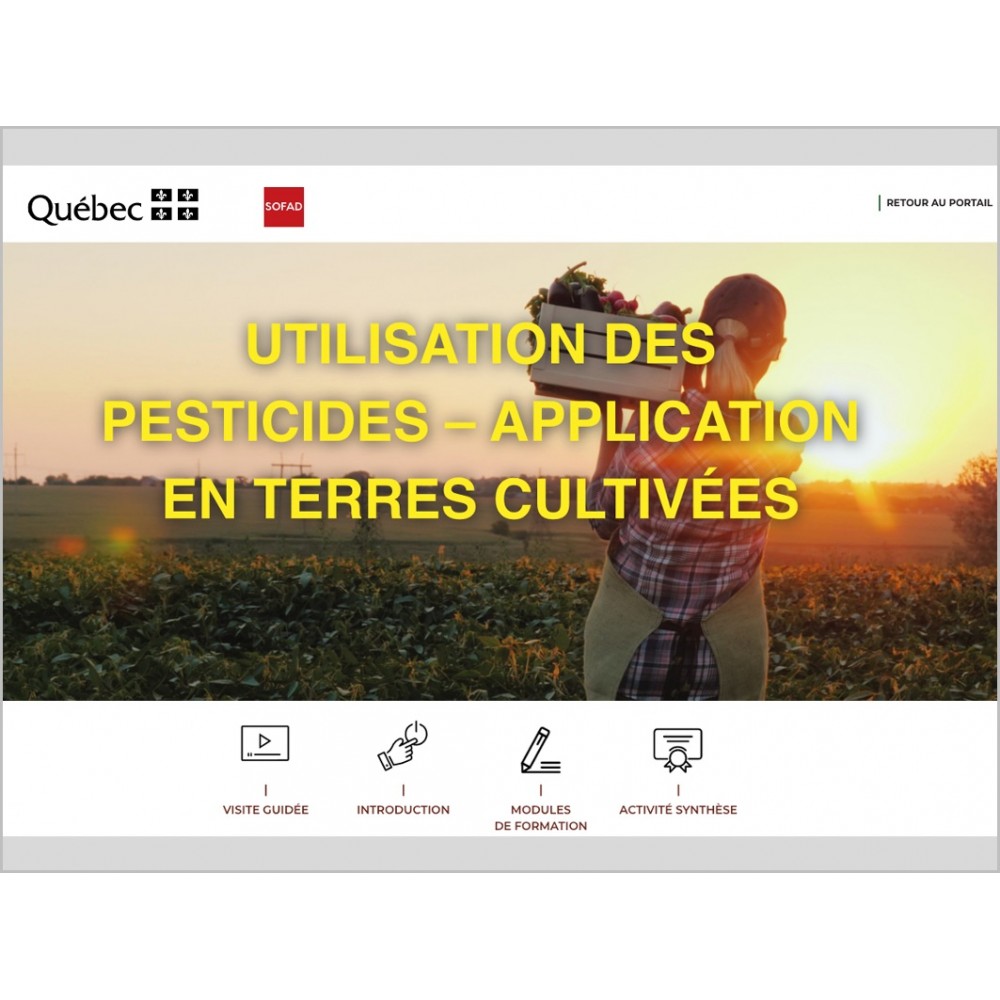 Québec
SOFAD
RETOUR AU PORTAIL
UTILISATION DES
PESTICIDES – APPLICATION
EN TERRES CULTIVÉES
VISITE GUIDÉE
INTRODUCTION
MODULES
DE FORMATION
ACTIVITÉ SYNTHÈSE